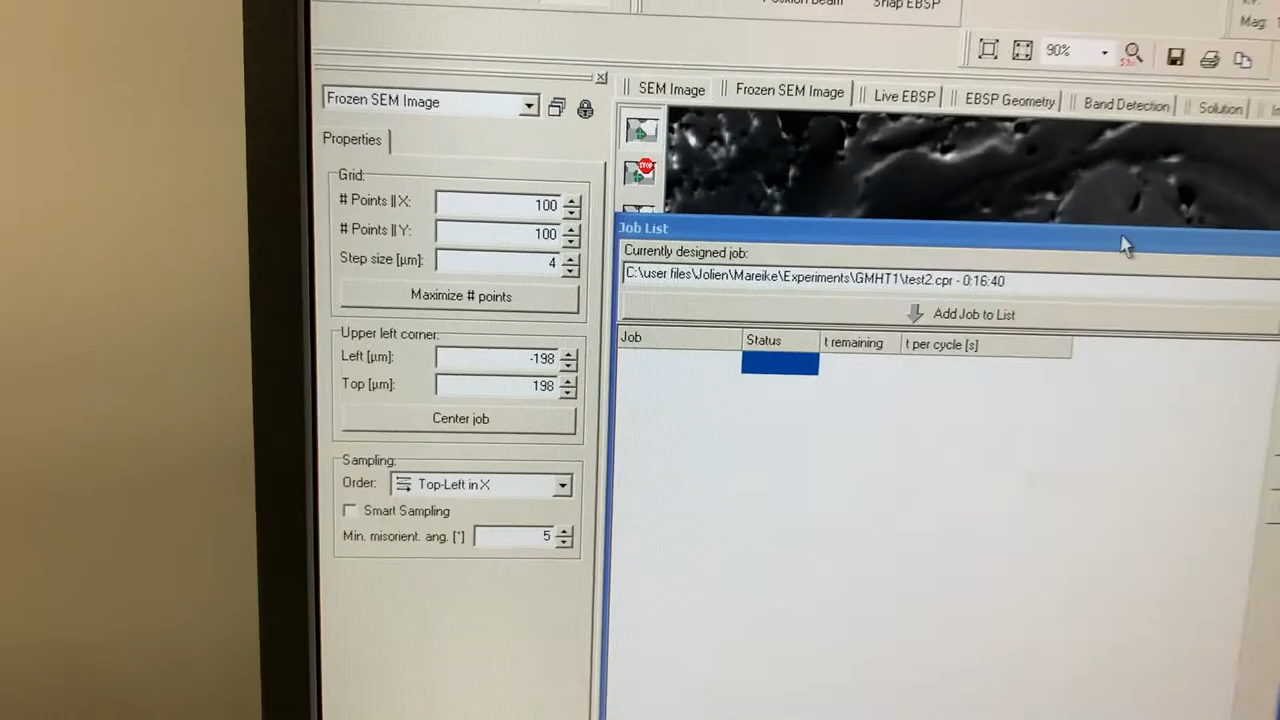 Snap EBSP
Mag:
90%
Frozen SEM Image
SEM Image
Frozen SEM Image
Live EBSP
EBSP Geometry
Band Detection
Solution
Properties
STOP
Grid:
# Points || X:
100
# Points || Y:
100
Step size [µm]:
4
Maximize # points
Upper left corner:
Left [µm]:
-198
Top [µm]:
198
Center job
Sampling:
Order:
Top-Left in X
Smart Sampling
Min. misorient. ang. [°]
5
Job List
Currently designed job:
C:\user files\Jolien\Mareike\Experiments\GMHT1\test2.cpr - 0:16:40
Add Job to List
Job
Status
t remaining
t per cycle [s]